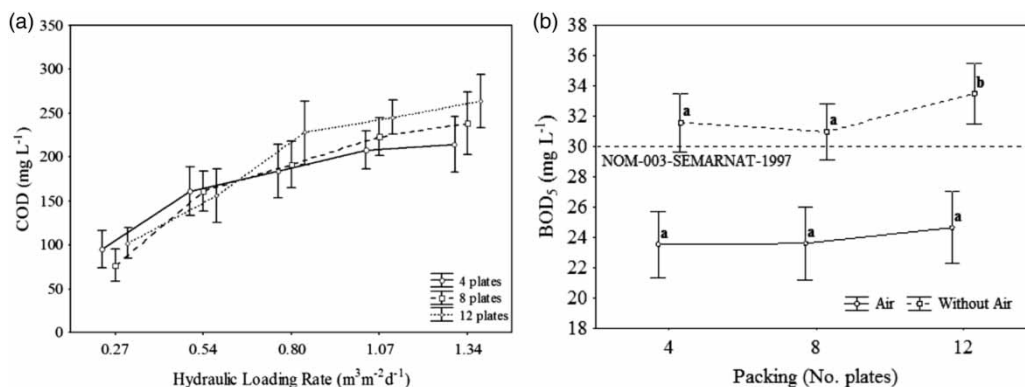 (a)
350
300
250
200
150
100
50
0
COD (mg L⁻¹)
0.27 0.54 0.80 1.07 1.34
Hydraulic Loading Rate (m³m⁻²d⁻¹)
4 plates
8 plates
12 plates
(b)
38
36
34
32
30
28
26
24
22
20
18
BOD₅ (mg L⁻¹)
a a b
NOM-003-SEMARNAT-1997
a a a
Air Without Air
4 8 12
Packing (No. plates)